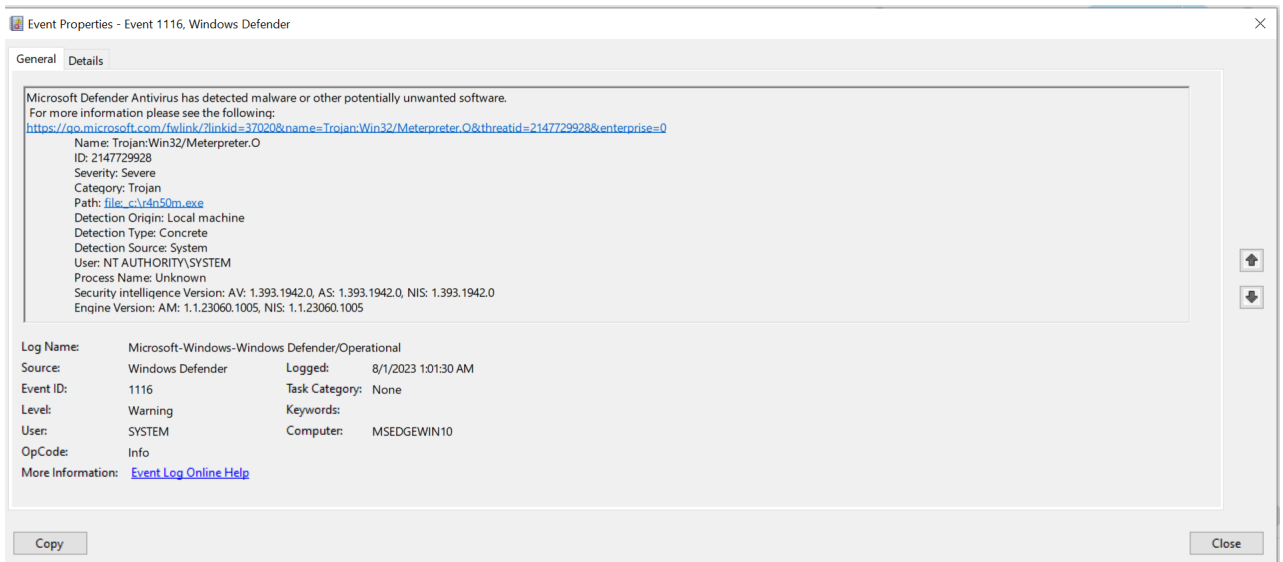 Event Properties - Event 1116, Windows Defender
General Details
Microsoft Defender Antivirus has detected malware or other potentially unwanted software.
For more information please see the following:
https://go.microsoft.com/fwlink/?linkid=37020&name=Trojan:Win32/Meterpreter.O&threatid=2147729928&enterprise=0
Name: Trojan:Win32/Meterpreter.O
ID: 2147729928
Severity: Severe
Category: Trojan
Path: file:_c:\r4n50m.exe
Detection Origin: Local machine
Detection Type: Concrete
Detection Source: System
User: NT AUTHORITY\SYSTEM
Process Name: Unknown
Security intelligence Version: AV: 1.393.1942.0, AS: 1.393.1942.0, NIS: 1.393.1942.0
Engine Version: AM: 1.1.23060.1005, NIS: 1.1.23060.1005
Log Name: Microsoft-Windows-Windows Defender/Operational
Source: Windows Defender Logged: 8/1/2023 1:01:30 AM
Event ID: 1116 Task Category: None
Level: Warning Keywords:
User: SYSTEM Computer: MSEDGEWIN10
OpCode: Info
More Information: Event Log Online Help
Copy Close